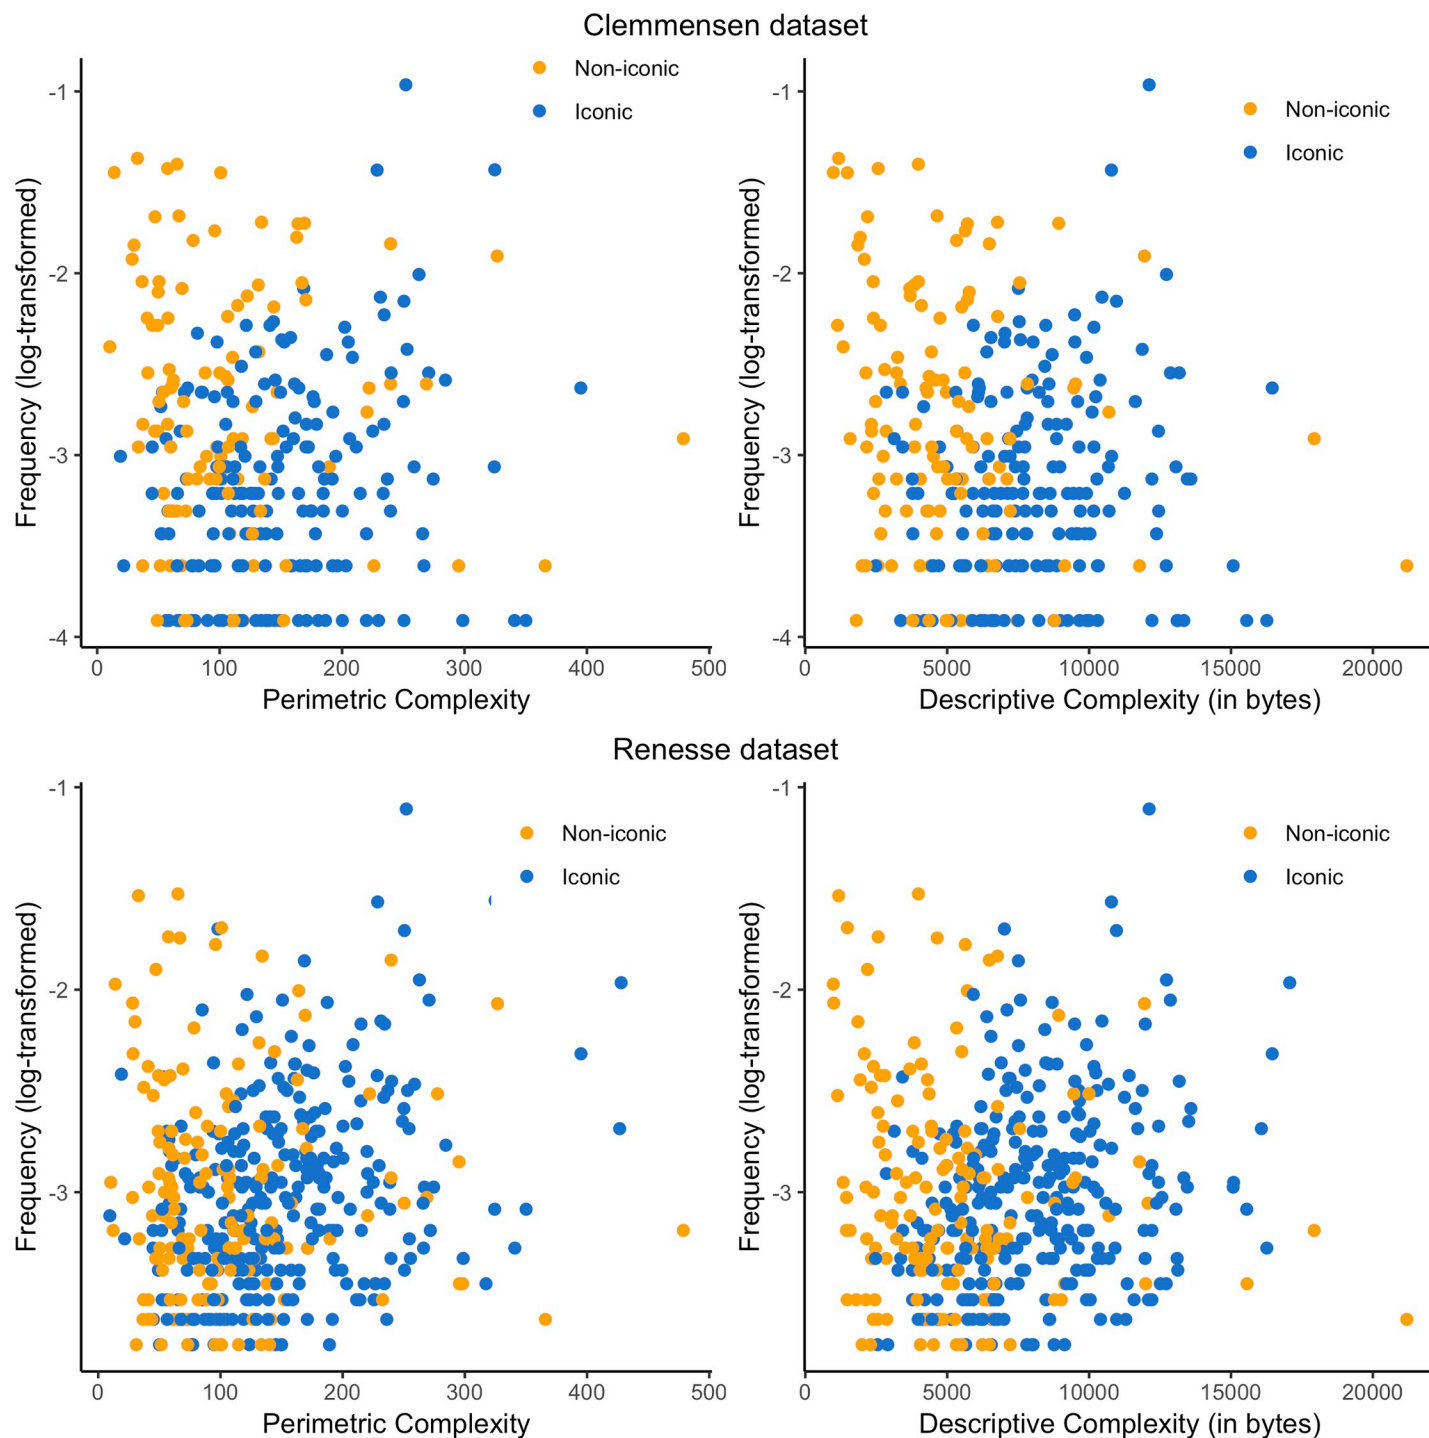 Clemmensen dataset
Non-iconic
Iconic
-1
-2
-3
-4
Frequency (log-transformed)
0 100 200 300 400 500
Perimetric Complexity
Non-iconic
Iconic
-1
-2
-3
-4
Frequency (log-transformed)
0 5000 10000 15000 20000
Descriptive Complexity (in bytes)
Renesse dataset
Non-iconic
Iconic
-1
-2
-3
Frequency (log-transformed)
0 100 200 300 400 500
Perimetric Complexity
Non-iconic
Iconic
-1
-2
-3
Frequency (log-transformed)
0 5000 10000 15000 20000
Descriptive Complexity (in bytes)